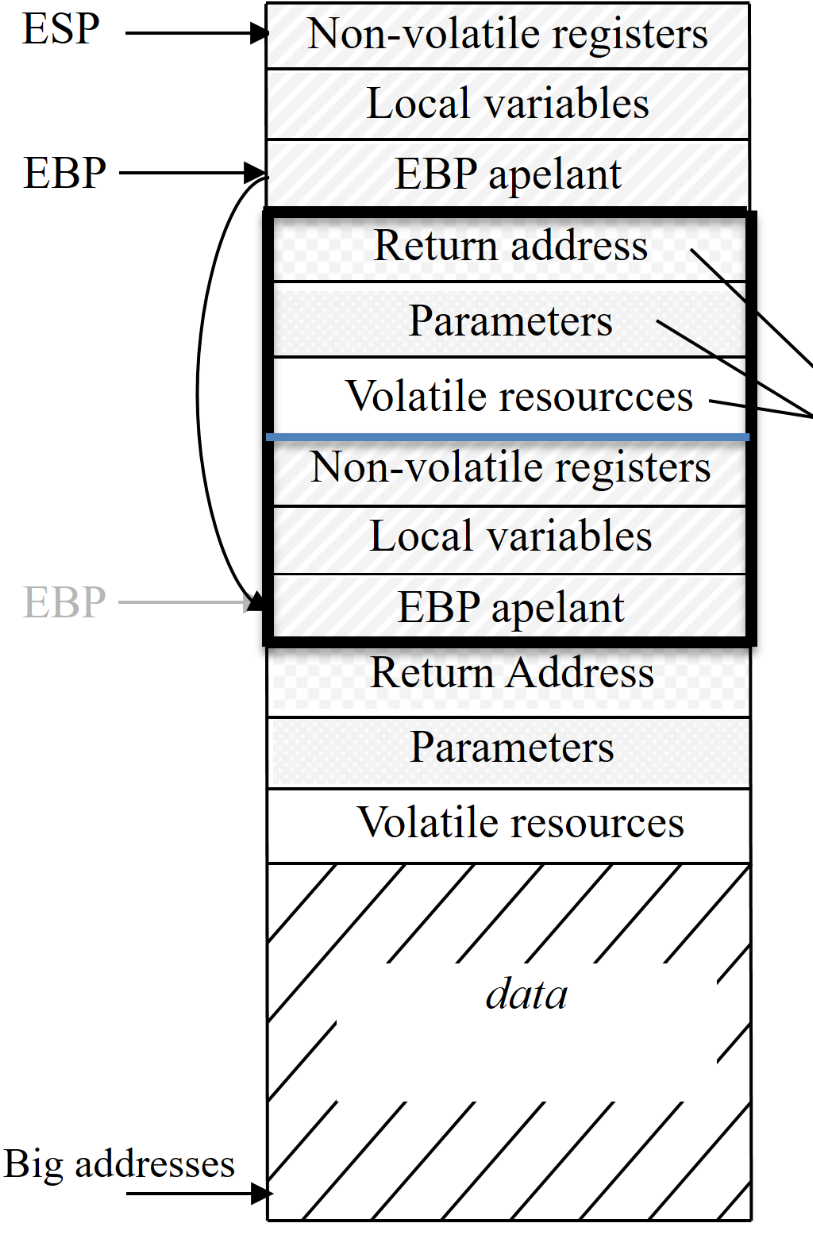 ESP
Non-volatile registers
Local variables
EBP
EBP apelant
Return address
Parameters
Volatile resourcces
Non-volatile registers
Local variables
EBP
EBP apelant
Return Address
Parameters
Volatile resources
data
Big addresses